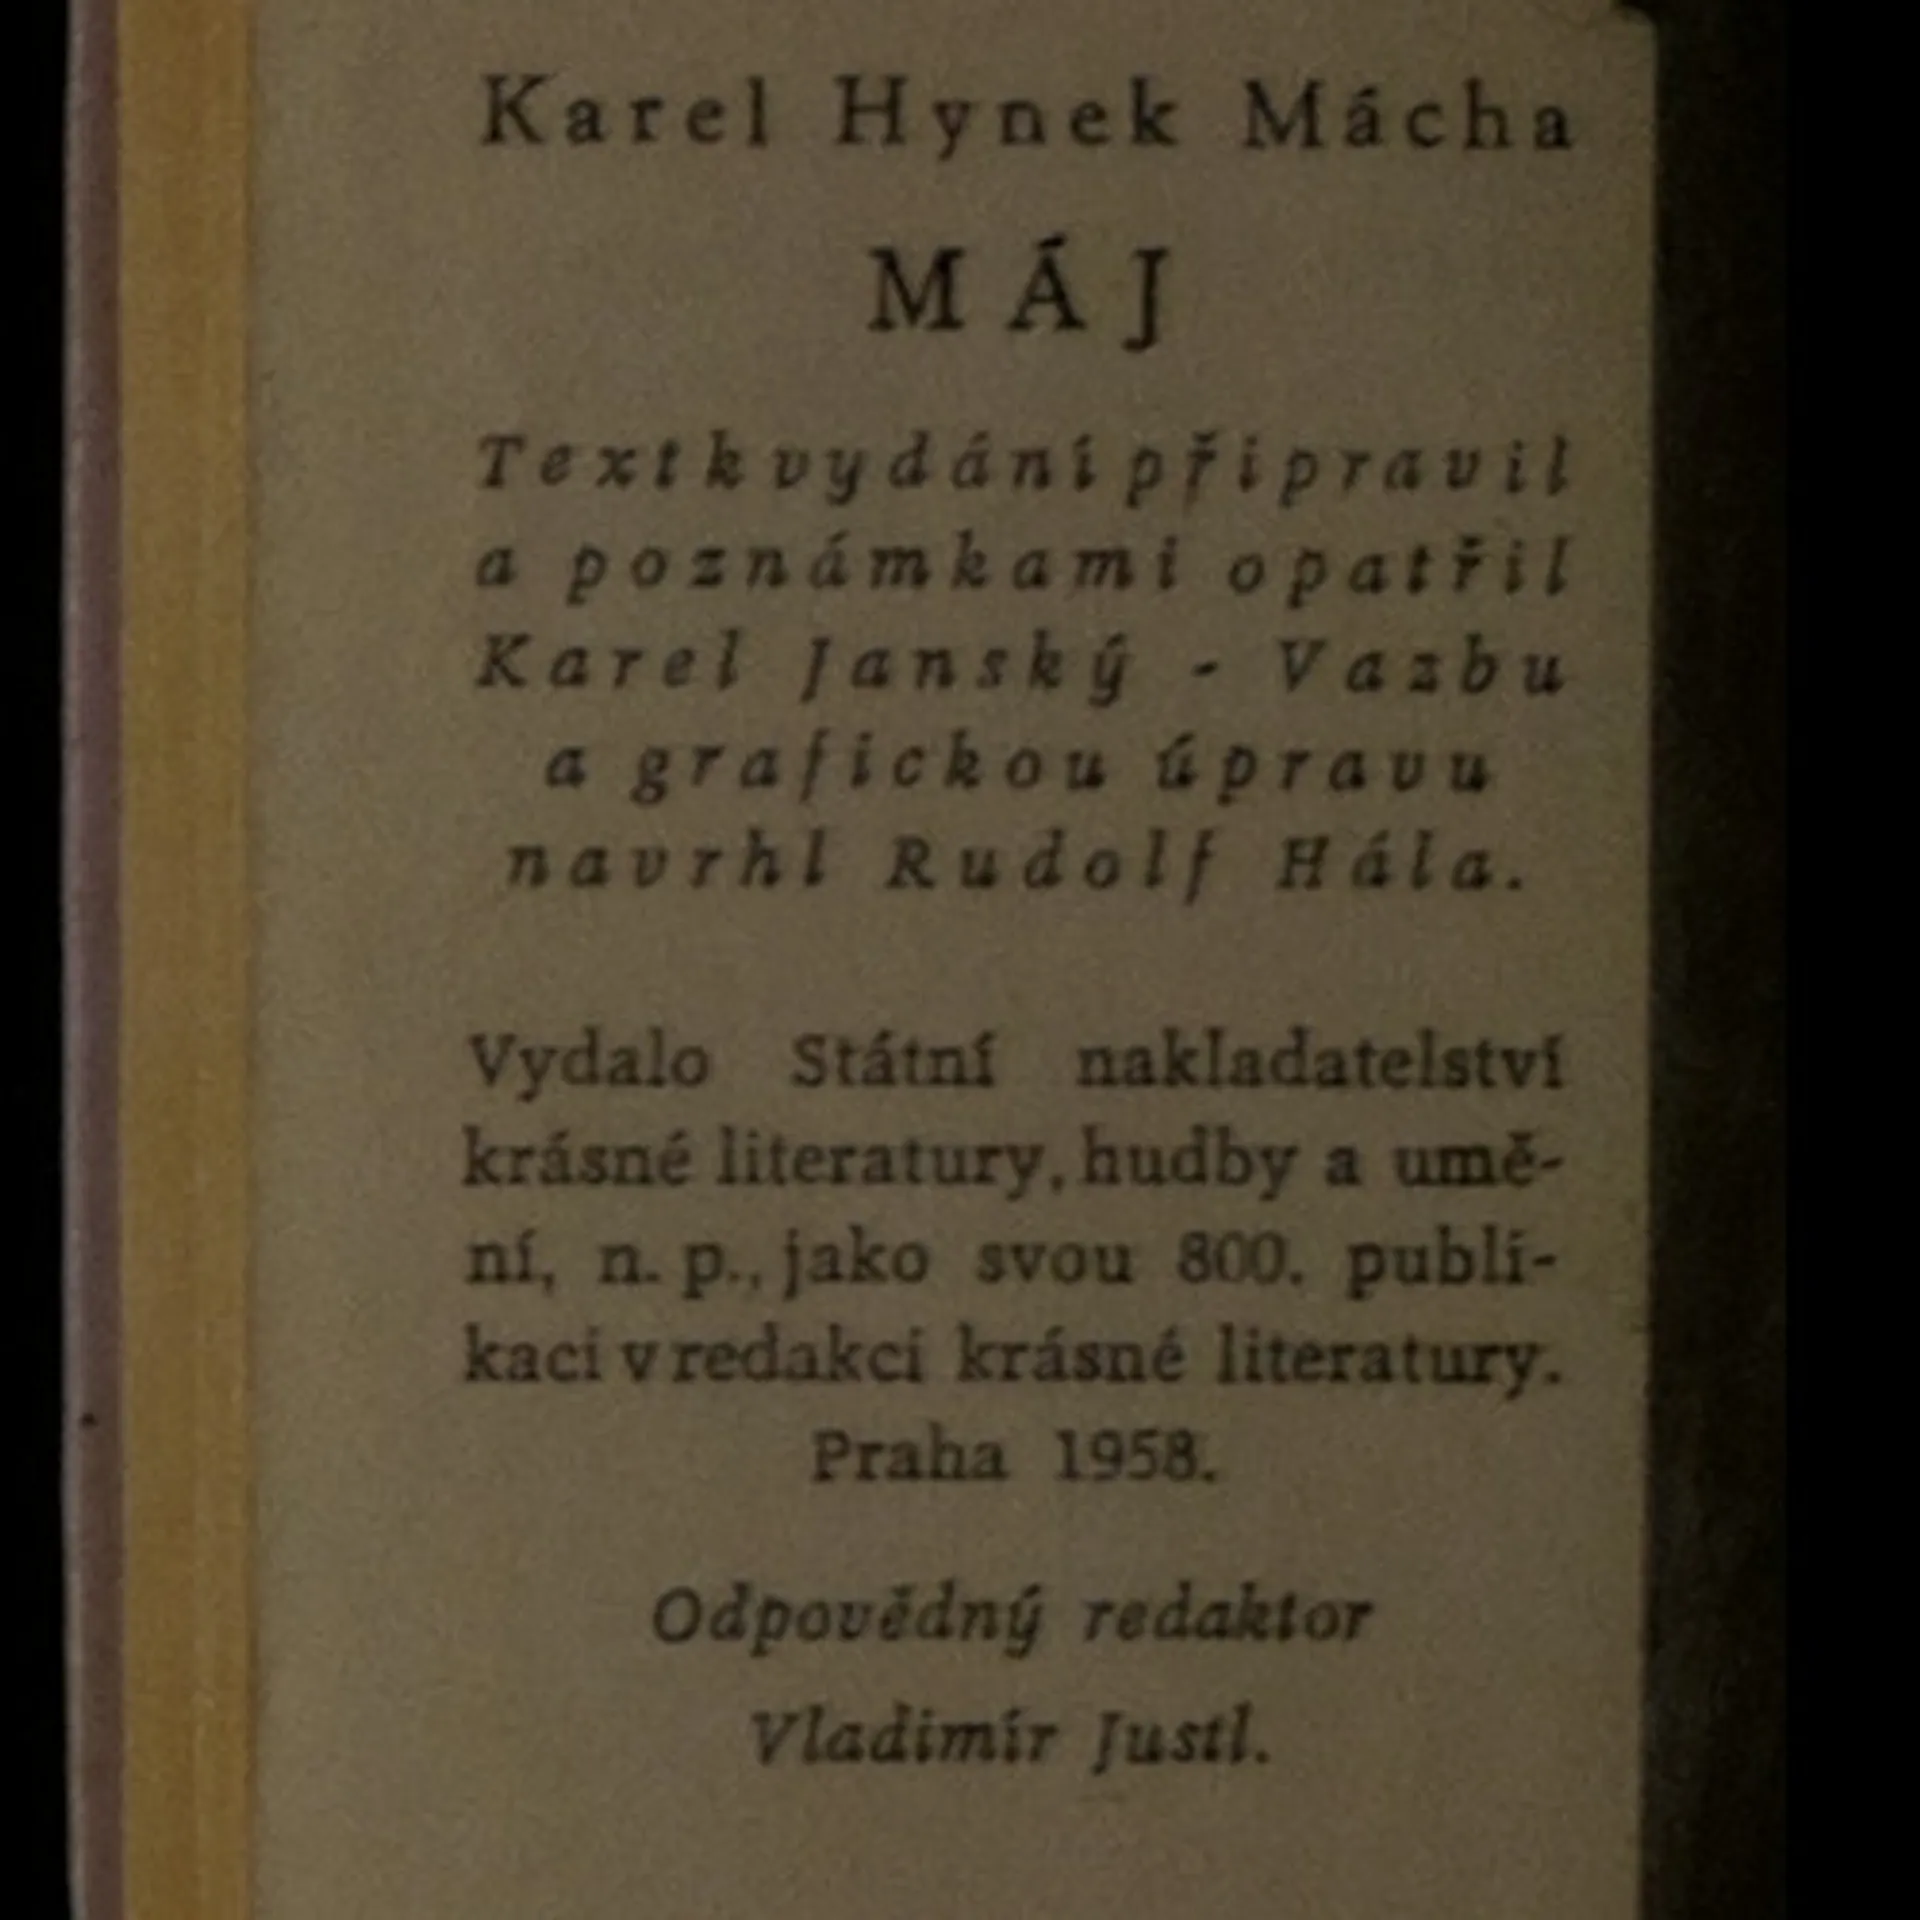 Karel Hynek Mácha
MÁJ
Text k vydání připravil
a poznámkami opatřil
Karel Janský - Vazbu
a grafickou úpravu
navrhl Rudolf Hála.
Vydalo Státní nakladatelství
krásné literatury, hudby a umě-
ní, n. p., jako svou 800. publi-
kaci v redakci krásné literatury.
Praha 1958.
Odpovědný redaktor
Vladimír Justl.